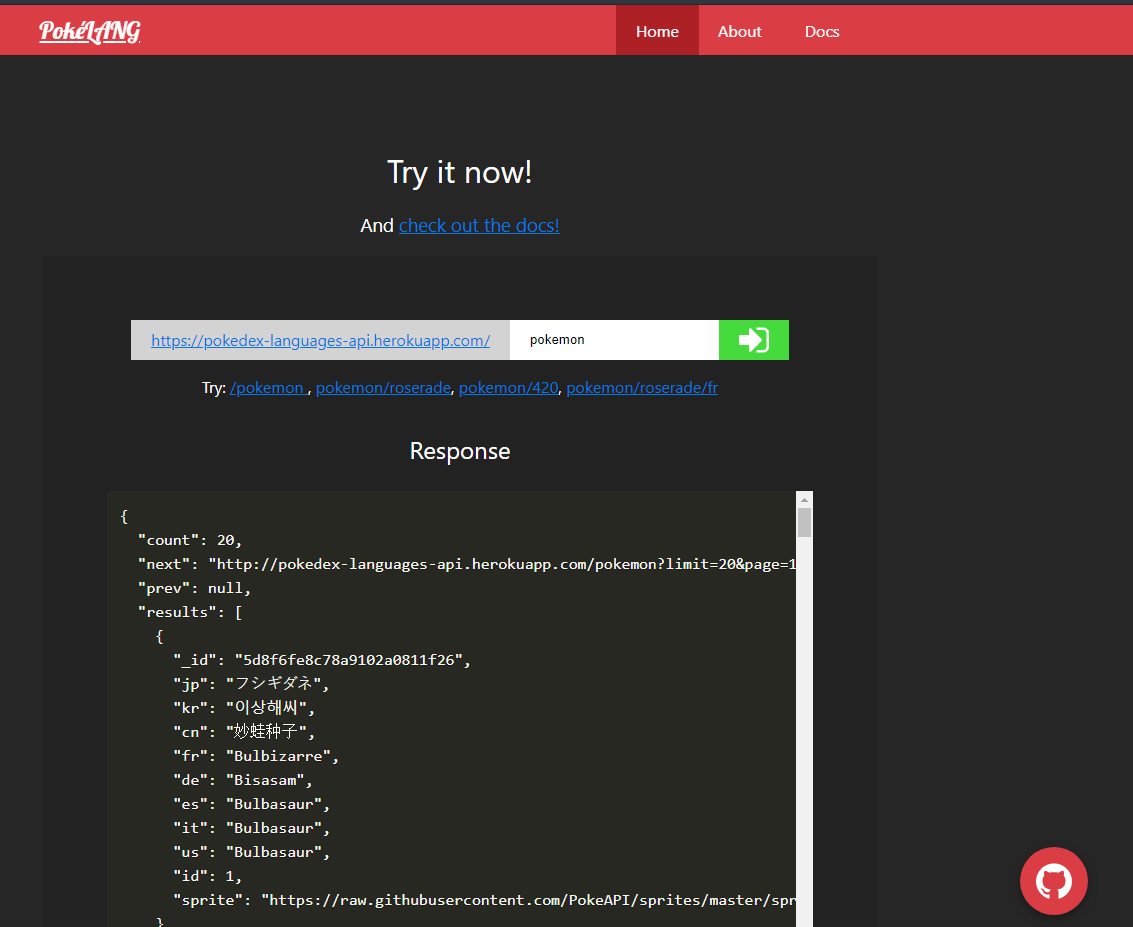 PokéLANG
Home
About
Docs
Try it now!
And check out the docs!
https://pokedex-languages-api.herokuapp.com/
pokemon
Try: /pokemon , pokemon/roserade, pokemon/420, pokemon/roserade/fr
Response
{
"count": 20,
"next": "http://pokedex-languages-api.herokuapp.com/pokemon?limit=20&page=1
"prev": null,
"results": [
{
"_id": "5d8f6fe8c78a9102a0811f26",
"jp": "フシギダネ",
"kr": "이상해씨",
"cn": "妙蛙种子",
"fr": "Bulbizarre",
"de": "Bisasam",
"es": "Bulbasaur",
"it": "Bulbasaur",
"us": "Bulbasaur",
"id": 1,
"sprite": "https://raw.githubusercontent.com/PokeAPI/sprites/master/spr
}